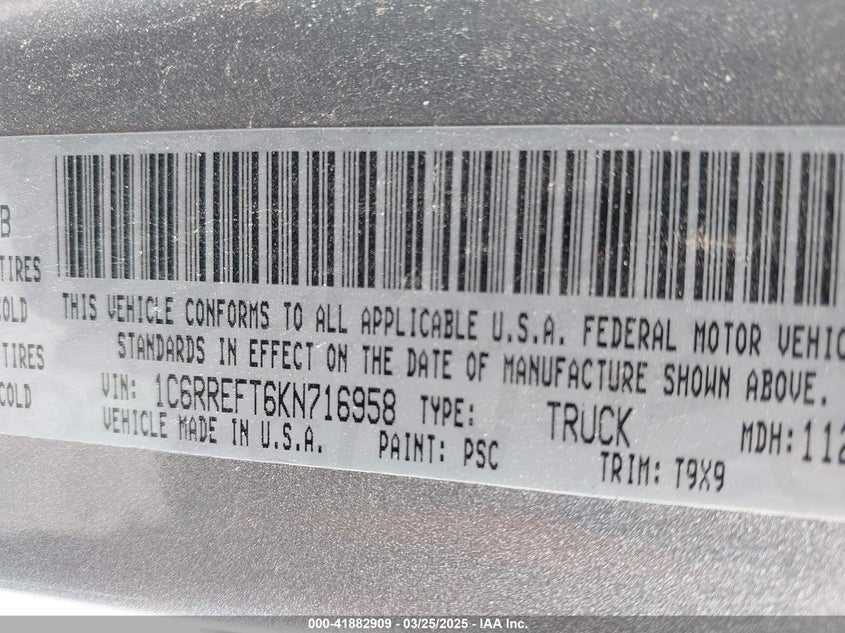 B
TIRES
COLD
TIRES
COLD
THIS VEHICLE CONFORMS TO ALL APPLICABLE U.S.A. FEDERAL MOTOR VEHIC
STANDARDS IN EFFECT ON THE DATE OF MANUFACTURE SHOWN ABOVE.
VIN: 1C6RREFT6KN716958 TYPE: TRUCK MDH:112
VEHICLE MADE IN U.S.A. PAINT: PSC TRIM: T9X9
000-41882909 | 03/25/2025 - IAA Inc.